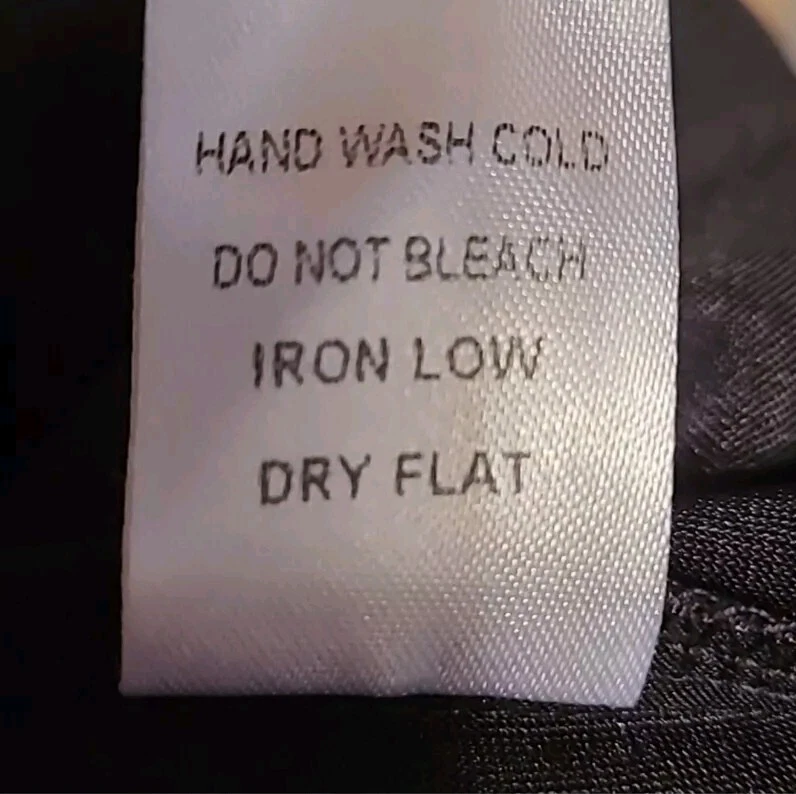 HAND WASH COLD
DO NOT BLEACH
IRON LOW
DRY FLAT